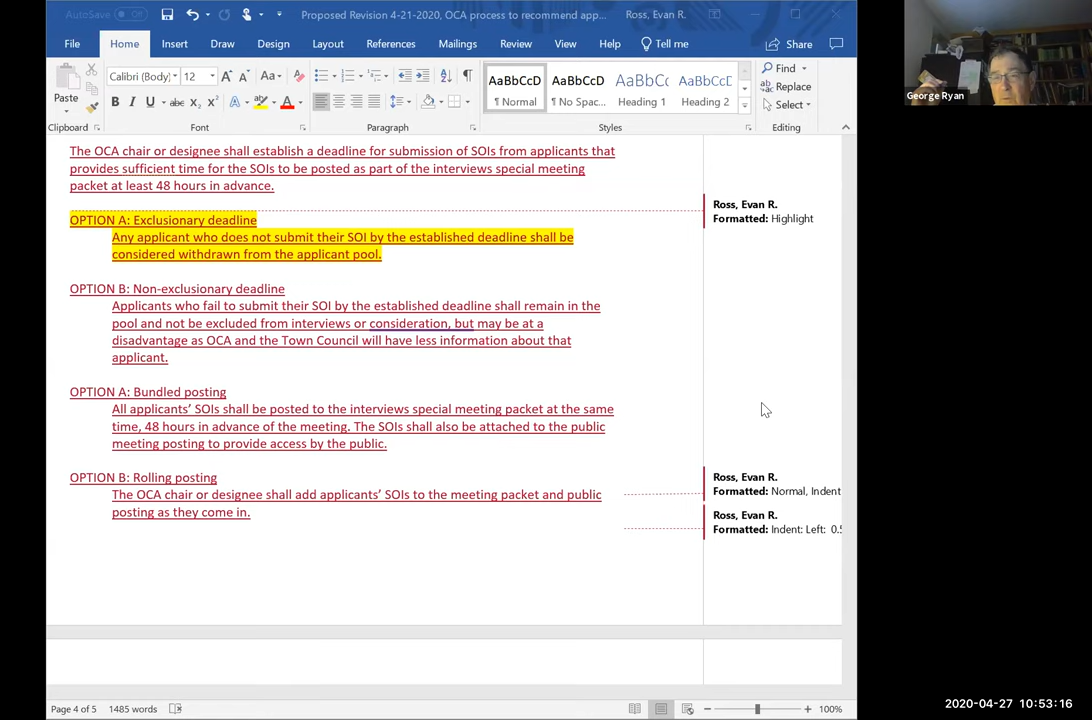 AutoSave Off
Proposed Revision 4-21-2020, OCA process to recommend app...
Ross, Evan R.
File Home Insert Draw Design Layout References Mailings Review View Help Tell me Share
Calibri (Body) 12
Paste
AaBbCcD AaBbCcD AaBbCc AaBbCcD
¶ Normal ¶ No Spac... Heading 1 Heading 2
Find
Replace
Select
Clipboard Font Paragraph Styles Editing
The OCA chair or designee shall establish a deadline for submission of SOIs from applicants that
provides sufficient time for the SOIs to be posted as part of the interviews special meeting
packet at least 48 hours in advance.
OPTION A: Exclusionary deadline
Any applicant who does not submit their SOI by the established deadline shall be
considered withdrawn from the applicant pool.
OPTION B: Non-exclusionary deadline
Applicants who fail to submit their SOI by the established deadline shall remain in the
pool and not be excluded from interviews or consideration, but may be at a
disadvantage as OCA and the Town Council will have less information about that
applicant.
OPTION A: Bundled posting
All applicants’ SOIs shall be posted to the interviews special meeting packet at the same
time, 48 hours in advance of the meeting. The SOIs shall also be attached to the public
meeting posting to provide access by the public.
OPTION B: Rolling posting
The OCA chair or designee shall add applicants’ SOIs to the meeting packet and public
posting as they come in.
Ross, Evan R.
Formatted: Highlight
Ross, Evan R.
Formatted: Normal, Indent
Ross, Evan R.
Formatted: Indent: Left: 0.5
Page 4 of 5 1485 words
100%
George Ryan
2020-04-27 10:53:16